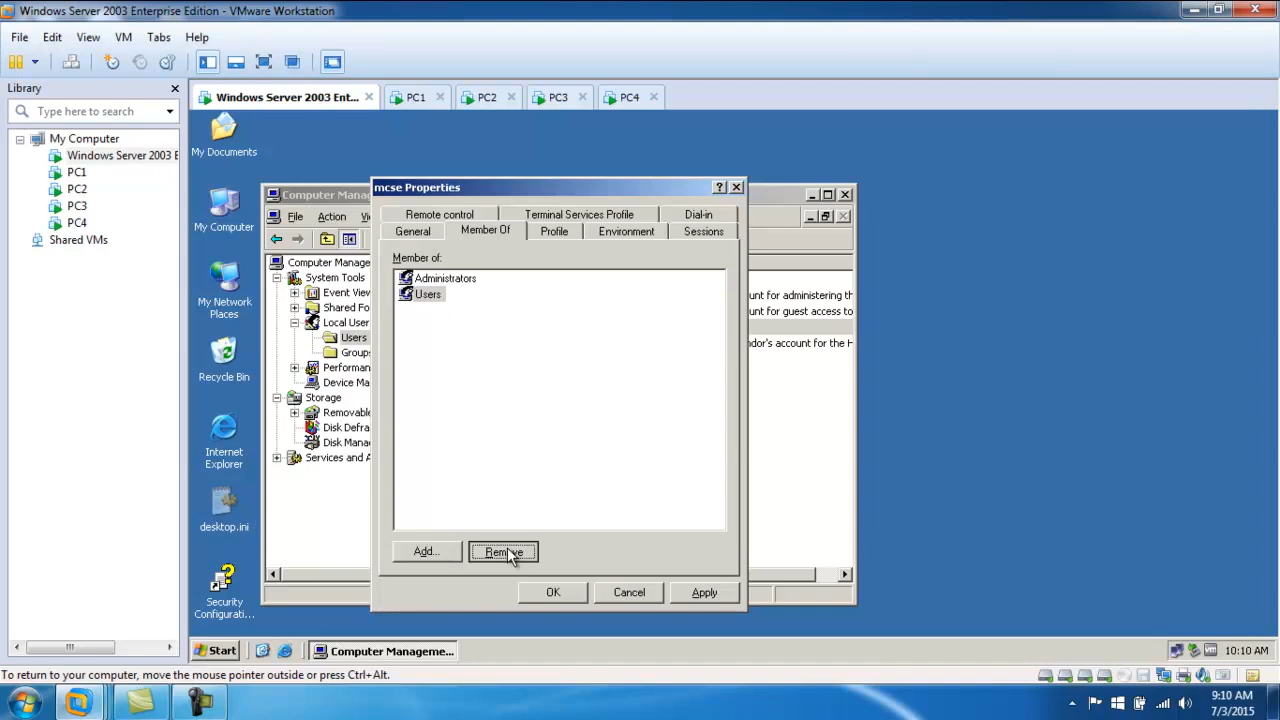 Windows Server 2003 Enterprise Edition - VMware Workstation
File Edit View VM Tabs Help
Library
Type here to search
My Computer
Windows Server 2003 E
PC1
PC2
PC3
PC4
Shared VMs
Windows Server 2003 Ent... PC1 PC2 PC3 PC4
My Documents
My Computer
My Network
Places
Recycle Bin
Internet
Explorer
desktop.ini
Security
Configurati...
Computer Mana
File Action Vi
Computer Manage
System Tools
Event View
Shared Fo
Local User
Users
Groups
Performan
Device Ma
Storage
Removable
Disk Defra
Disk Mana
Services and A
mcse Properties
Remote control Terminal Services Profile Dial-in
General Member Of Profile Environment Sessions
Member of:
Administrators
Users
Add... Remove
OK Cancel Apply
unt for administering th
unt for guest access to
ndor's account for the H
Start Computer Manageme... 10:10 AM
To return to your computer, move the mouse pointer outside or press Ctrl+Alt.
9:10 AM
7/3/2015